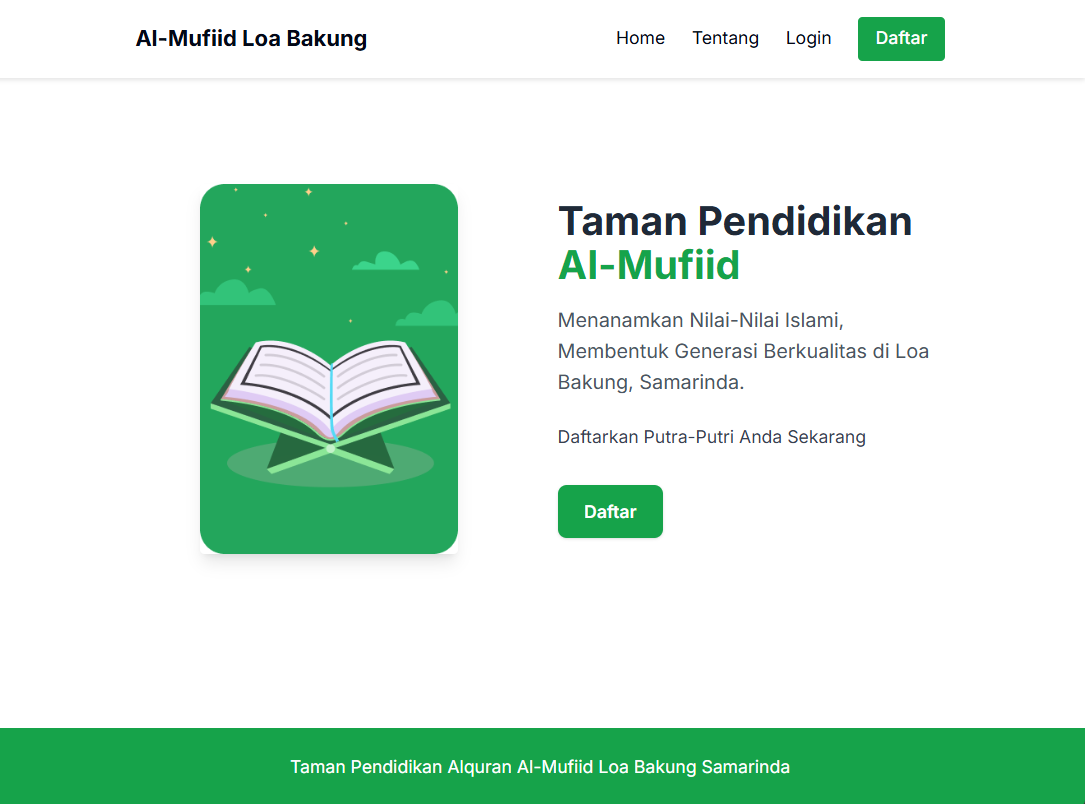 Al-Mufiid Loa Bakung
Home
Tentang
Login
Daftar
Taman Pendidikan
Al-Mufiid
Menanamkan Nilai-Nilai Islami,
Membentuk Generasi Berkualitas di Loa
Bakung, Samarinda.
Daftarkan Putra-Putri Anda Sekarang
Daftar
Taman Pendidikan Alquran Al-Mufiid Loa Bakung Samarinda